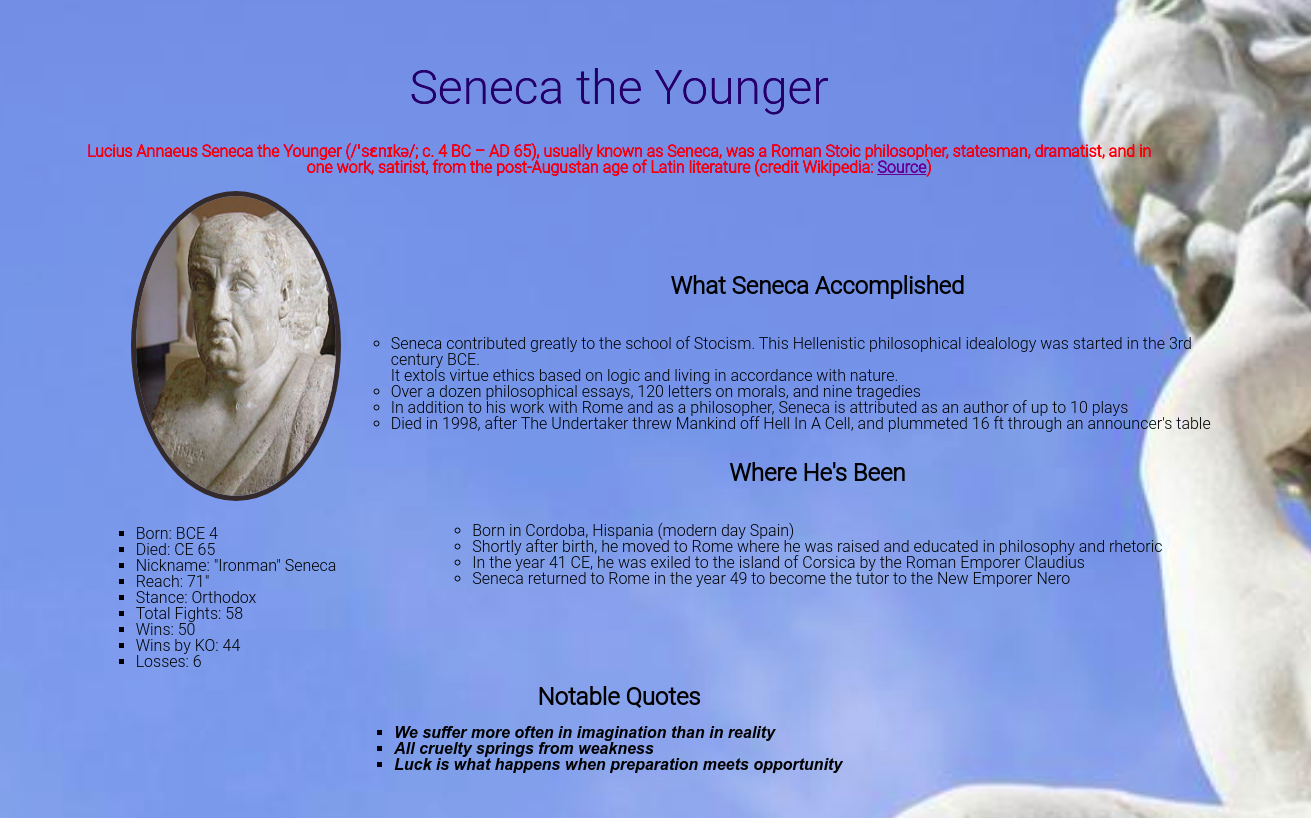 Seneca the Younger
Lucius Annaeus Seneca the Younger (/ˈsɛnɪkə/; c. 4 BC – AD 65), usually known as Seneca, was a Roman Stoic philosopher, statesman, dramatist, and in
one work, satirist, from the post-Augustan age of Latin literature (credit Wikipedia: Source)
What Seneca Accomplished
Seneca contributed greatly to the school of Stocism. This Hellenistic philosophical idealology was started in the 3rd
century BCE.
It extols virtue ethics based on logic and living in accordance with nature.
Over a dozen philosophical essays, 120 letters on morals, and nine tragedies
In addition to his work with Rome and as a philosopher, Seneca is attributed as an author of up to 10 plays
Died in 1998, after The Undertaker threw Mankind off Hell In A Cell, and plummeted 16 ft through an announcer's table
Where He's Been
Born in Cordoba, Hispania (modern day Spain)
Shortly after birth, he moved to Rome where he was raised and educated in philosophy and rhetoric
In the year 41 CE, he was exiled to the island of Corsica by the Roman Emporer Claudius
Seneca returned to Rome in the year 49 to become the tutor to the New Emporer Nero
Born: BCE 4
Died: CE 65
Nickname: "Ironman" Seneca
Reach: 71"
Stance: Orthodox
Total Fights: 58
Wins: 50
Wins by KO: 44
Losses: 6
Notable Quotes
We suffer more often in imagination than in reality
All cruelty springs from weakness
Luck is what happens when preparation meets opportunity